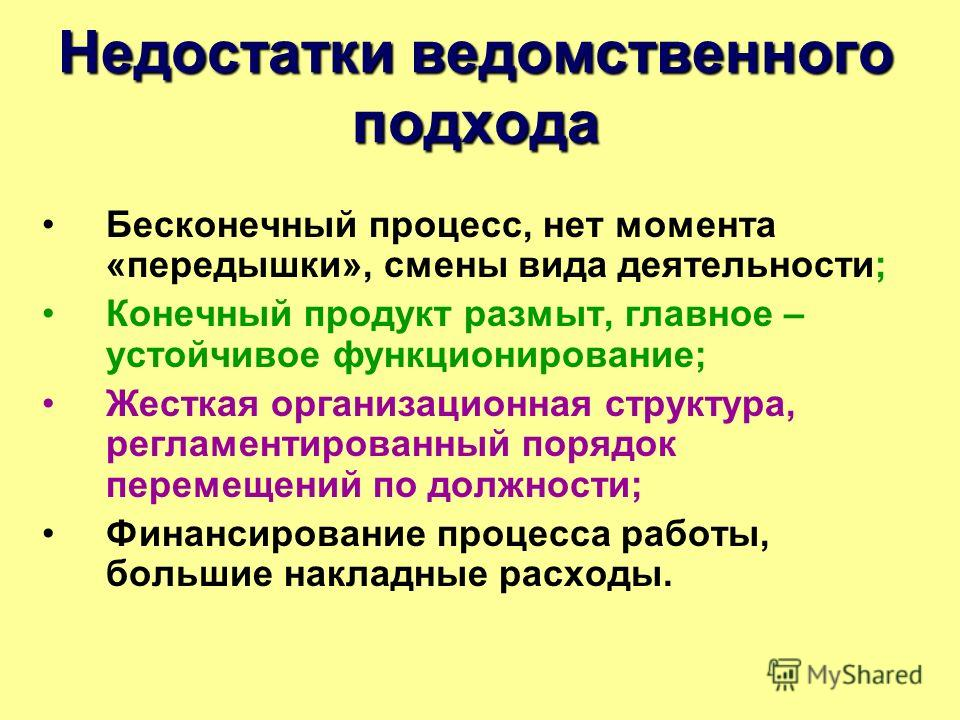 Недостатки ведомственного
подхода
• Бесконечный процесс, нет момента
«передышки», смены вида деятельности;
• Конечный продукт размыт, главное –
устойчивое функционирование;
• Жесткая организационная структура,
регламентированный порядок
перемещений по должности;
• Финансирование процесса работы,
большие накладные расходы.
MyShared